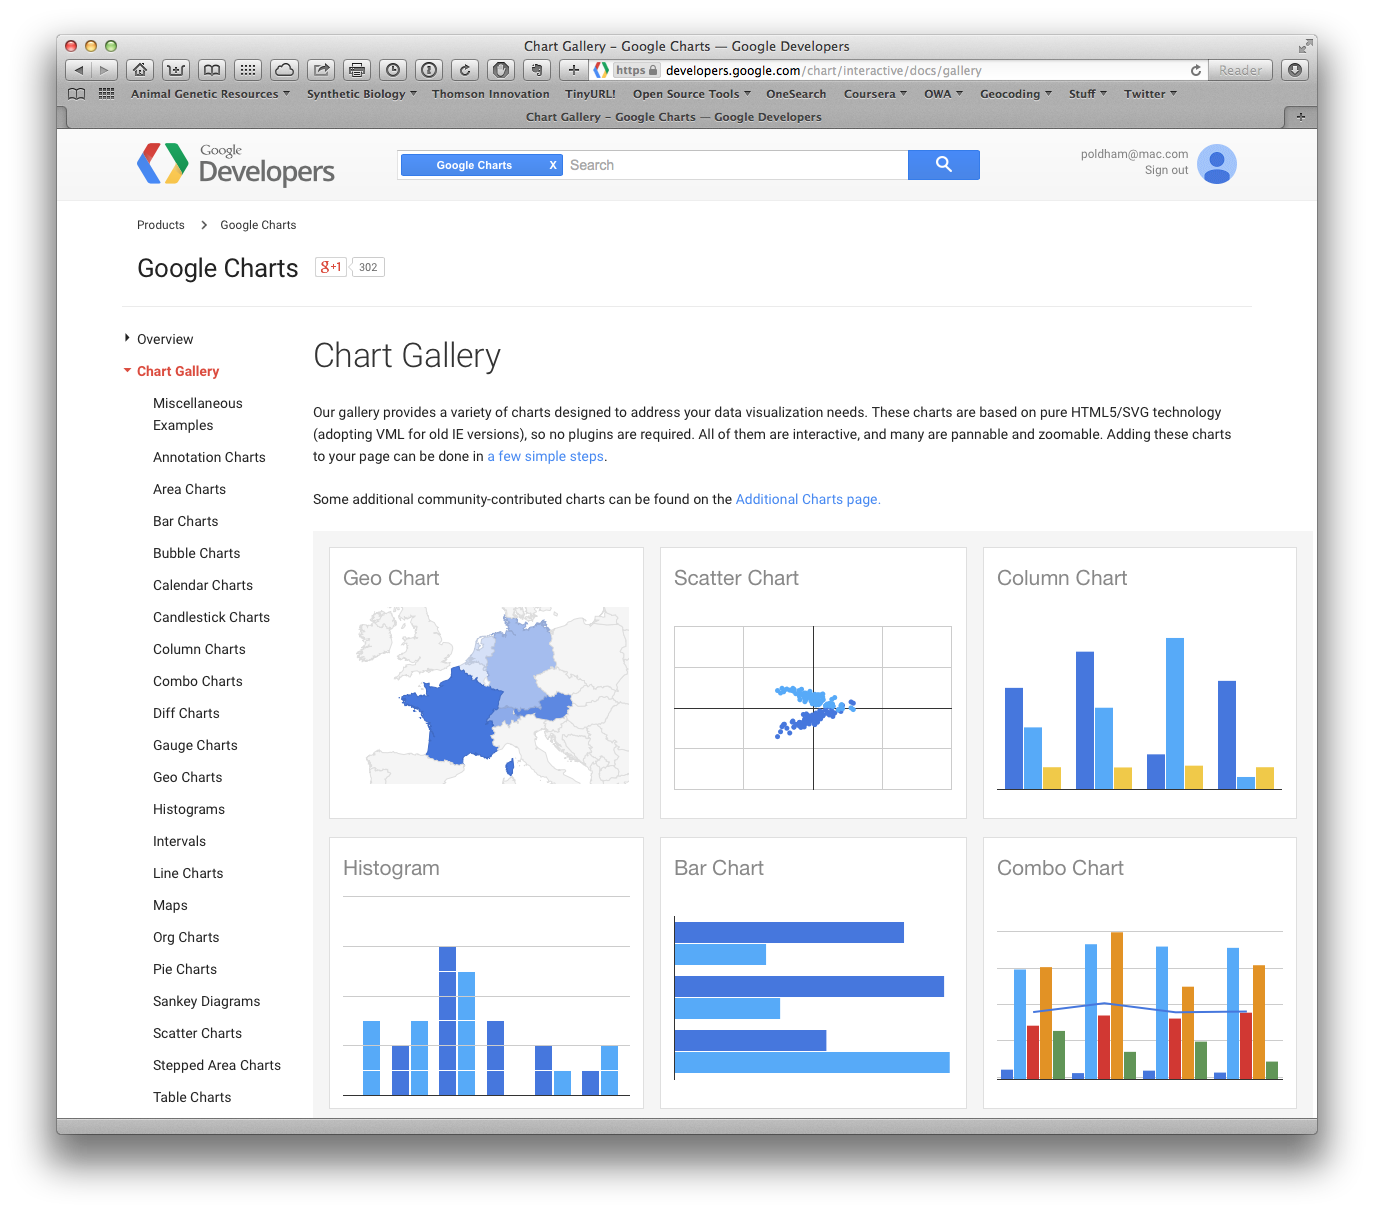 Chart Gallery – Google Charts — Google Developers
https developers.google.com/chart/interactive/docs/gallery Reader
Animal Genetic Resources Synthetic Biology Thomson Innovation TinyURL! Open Source Tools OneSearch Coursera OWA Geocoding Stuff Twitter
Chart Gallery – Google Charts — Google Developers
Google
Developers
Google Charts X Search
poldham@mac.com
Sign out
Products > Google Charts
Google Charts g+1 302
Overview
Chart Gallery
Miscellaneous
Examples
Annotation Charts
Area Charts
Bar Charts
Bubble Charts
Calendar Charts
Candlestick Charts
Column Charts
Combo Charts
Diff Charts
Gauge Charts
Geo Charts
Histograms
Intervals
Line Charts
Maps
Org Charts
Pie Charts
Sankey Diagrams
Scatter Charts
Stepped Area Charts
Table Charts
Chart Gallery
Our gallery provides a variety of charts designed to address your data visualization needs. These charts are based on pure HTML5/SVG technology
(adopting VML for old IE versions), so no plugins are required. All of them are interactive, and many are pannable and zoomable. Adding these charts
to your page can be done in a few simple steps.
Some additional community-contributed charts can be found on the Additional Charts page.
Geo Chart
Scatter Chart
Column Chart
Histogram
Bar Chart
Combo Chart